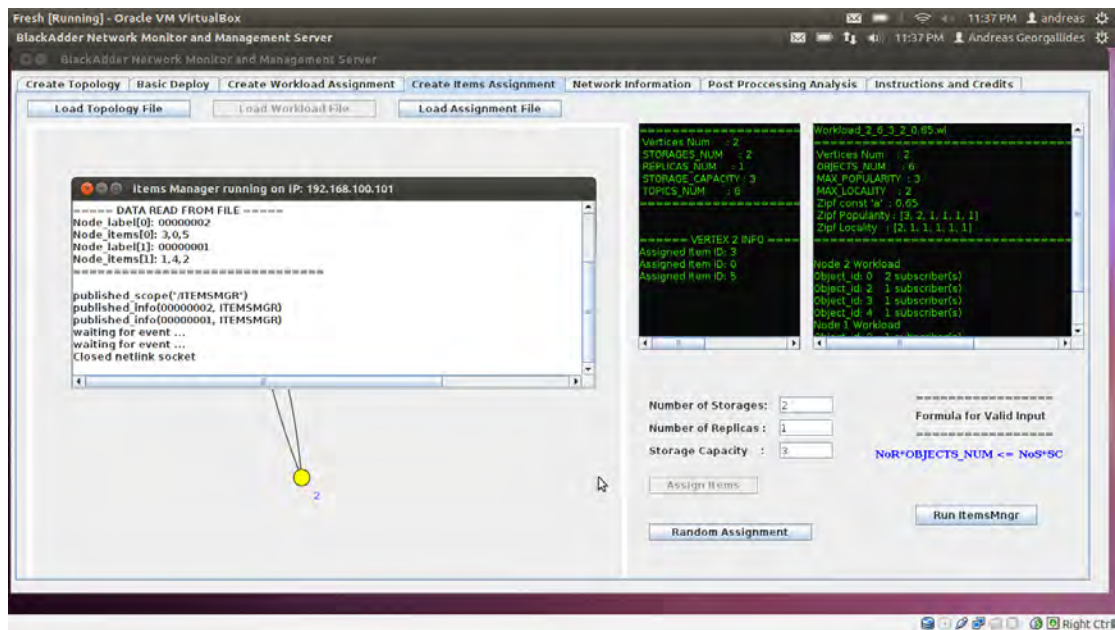 Fresh [Running] - Oracle VM VirtualBox
11:37 PM andreas
BlackAdder Network Monitor and Management Server
11:37 PM Andreas Georgallides
BlackAdder Network Monitor and Management Server
Create Topology Basic Deploy Create Workload Assignment Create Items Assignment Network Information Post Proccessing Analysis Instructions and Credits
Load Topology File Load Workload File Load Assignment File
Items Manager running on IP: 192.168.100.101
===== DATA READ FROM FILE =====
Node_label[0]: 00000002
Node_items[0]: 3,0,5
Node_label[1]: 00000001
Node_items[1]: 1,4,2
===============================
published_scope("/ITEMSMGR")
published_info(00000002, ITEMSMGR)
published_info(00000001, ITEMSMGR)
waiting for event ...
waiting for event ...
Closed netlink socket
2
====================
Vertices Num : 2
STORAGES_NUM : 2
REPLICAS_NUM : 1
STORAGE_CAPACITY : 3
TOPICS_NUM : 6
====================
====== VERTEX 2 INFO ====
Assigned Item ID: 3
Assigned Item ID: 0
Assigned Item ID: 5
Workload_2_6_3_2_0.65.wl
================================
Vertices Num : 2
OBJECTS_NUM : 6
MAX_POPULARITY : 3
MAX_LOCALITY : 2
Zipf const 'a' : 0.65
Zipf Popularity : [3, 2, 1, 1, 1, 1]
Zipf Locality : [2, 1, 1, 1, 1, 1]
================================
Node 2 Workload
Object_id: 0 2 subscriber(s)
Object_id: 2 1 subscriber(s)
Object_id: 3 1 subscriber(s)
Object_id: 4 1 subscriber(s)
Node 1 Workload
Number of Storages: 2
Number of Replicas : 1
Storage Capacity : 3
Assign Items
Random Assignment
=================
Formula for Valid Input
=================
NoR*OBJECTS_NUM <= NoS*SC
Run ItemsMngr
Right Ctrl